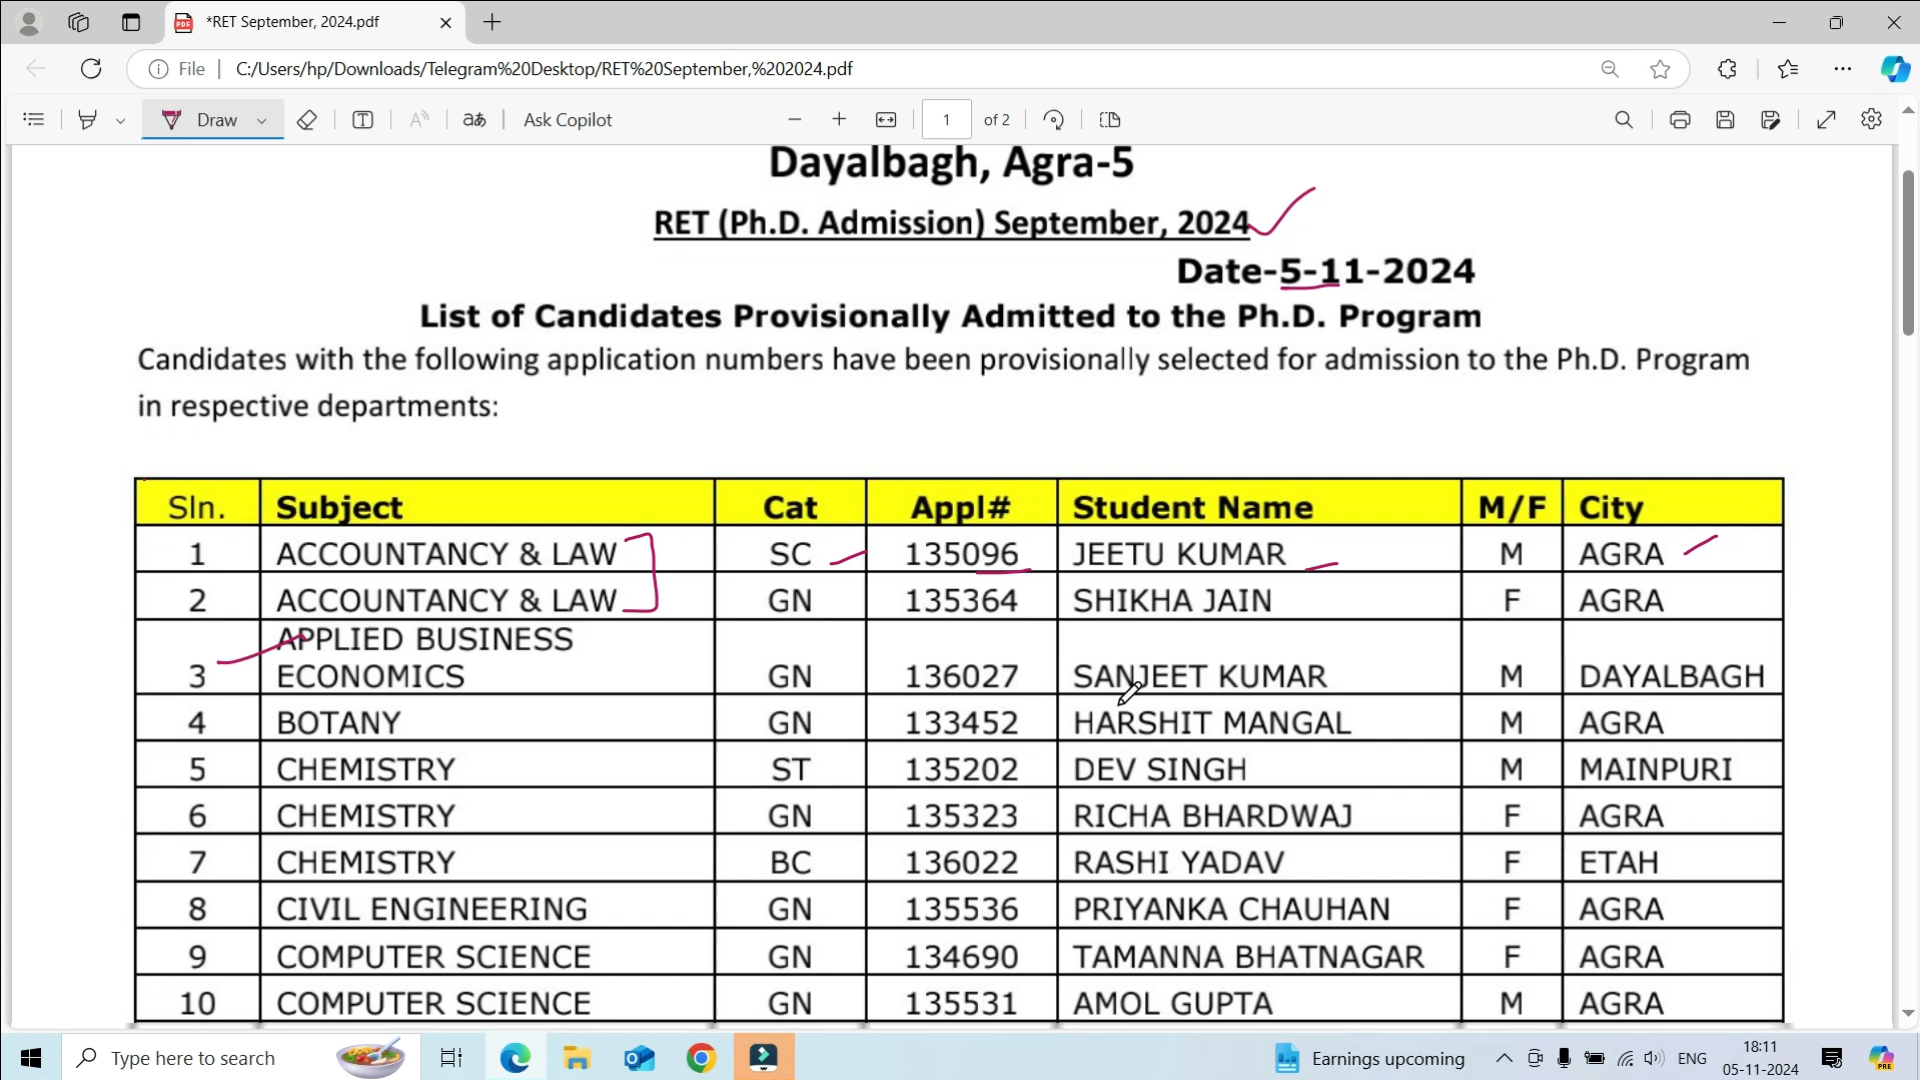 *RET September, 2024.pdf
File
C:/Users/hp/Downloads/Telegram%20Desktop/RET%20September,%202024.pdf
Draw
Ask Copilot
1 of 2
Dayalbagh, Agra-5
RET (Ph.D. Admission) September, 2024
Date-5-11-2024
List of Candidates Provisionally Admitted to the Ph.D. Program
Candidates with the following application numbers have been provisionally selected for admission to the Ph.D. Program
in respective departments:
Sln. Subject Cat Appl# Student Name M/F City
1 ACCOUNTANCY & LAW SC 135096 JEETU KUMAR M AGRA
2 ACCOUNTANCY & LAW GN 135364 SHIKHA JAIN F AGRA
APPLIED BUSINESS
3 ECONOMICS GN 136027 SANJEET KUMAR M DAYALBAGH
4 BOTANY GN 133452 HARSHIT MANGAL M AGRA
5 CHEMISTRY ST 135202 DEV SINGH M MAINPURI
6 CHEMISTRY GN 135323 RICHA BHARDWAJ F AGRA
7 CHEMISTRY BC 136022 RASHI YADAV F ETAH
8 CIVIL ENGINEERING GN 135536 PRIYANKA CHAUHAN F AGRA
9 COMPUTER SCIENCE GN 134690 TAMANNA BHATNAGAR F AGRA
10 COMPUTER SCIENCE GN 135531 AMOL GUPTA M AGRA
Type here to search
Earnings upcoming
ENG
18:11
05-11-2024
PRE